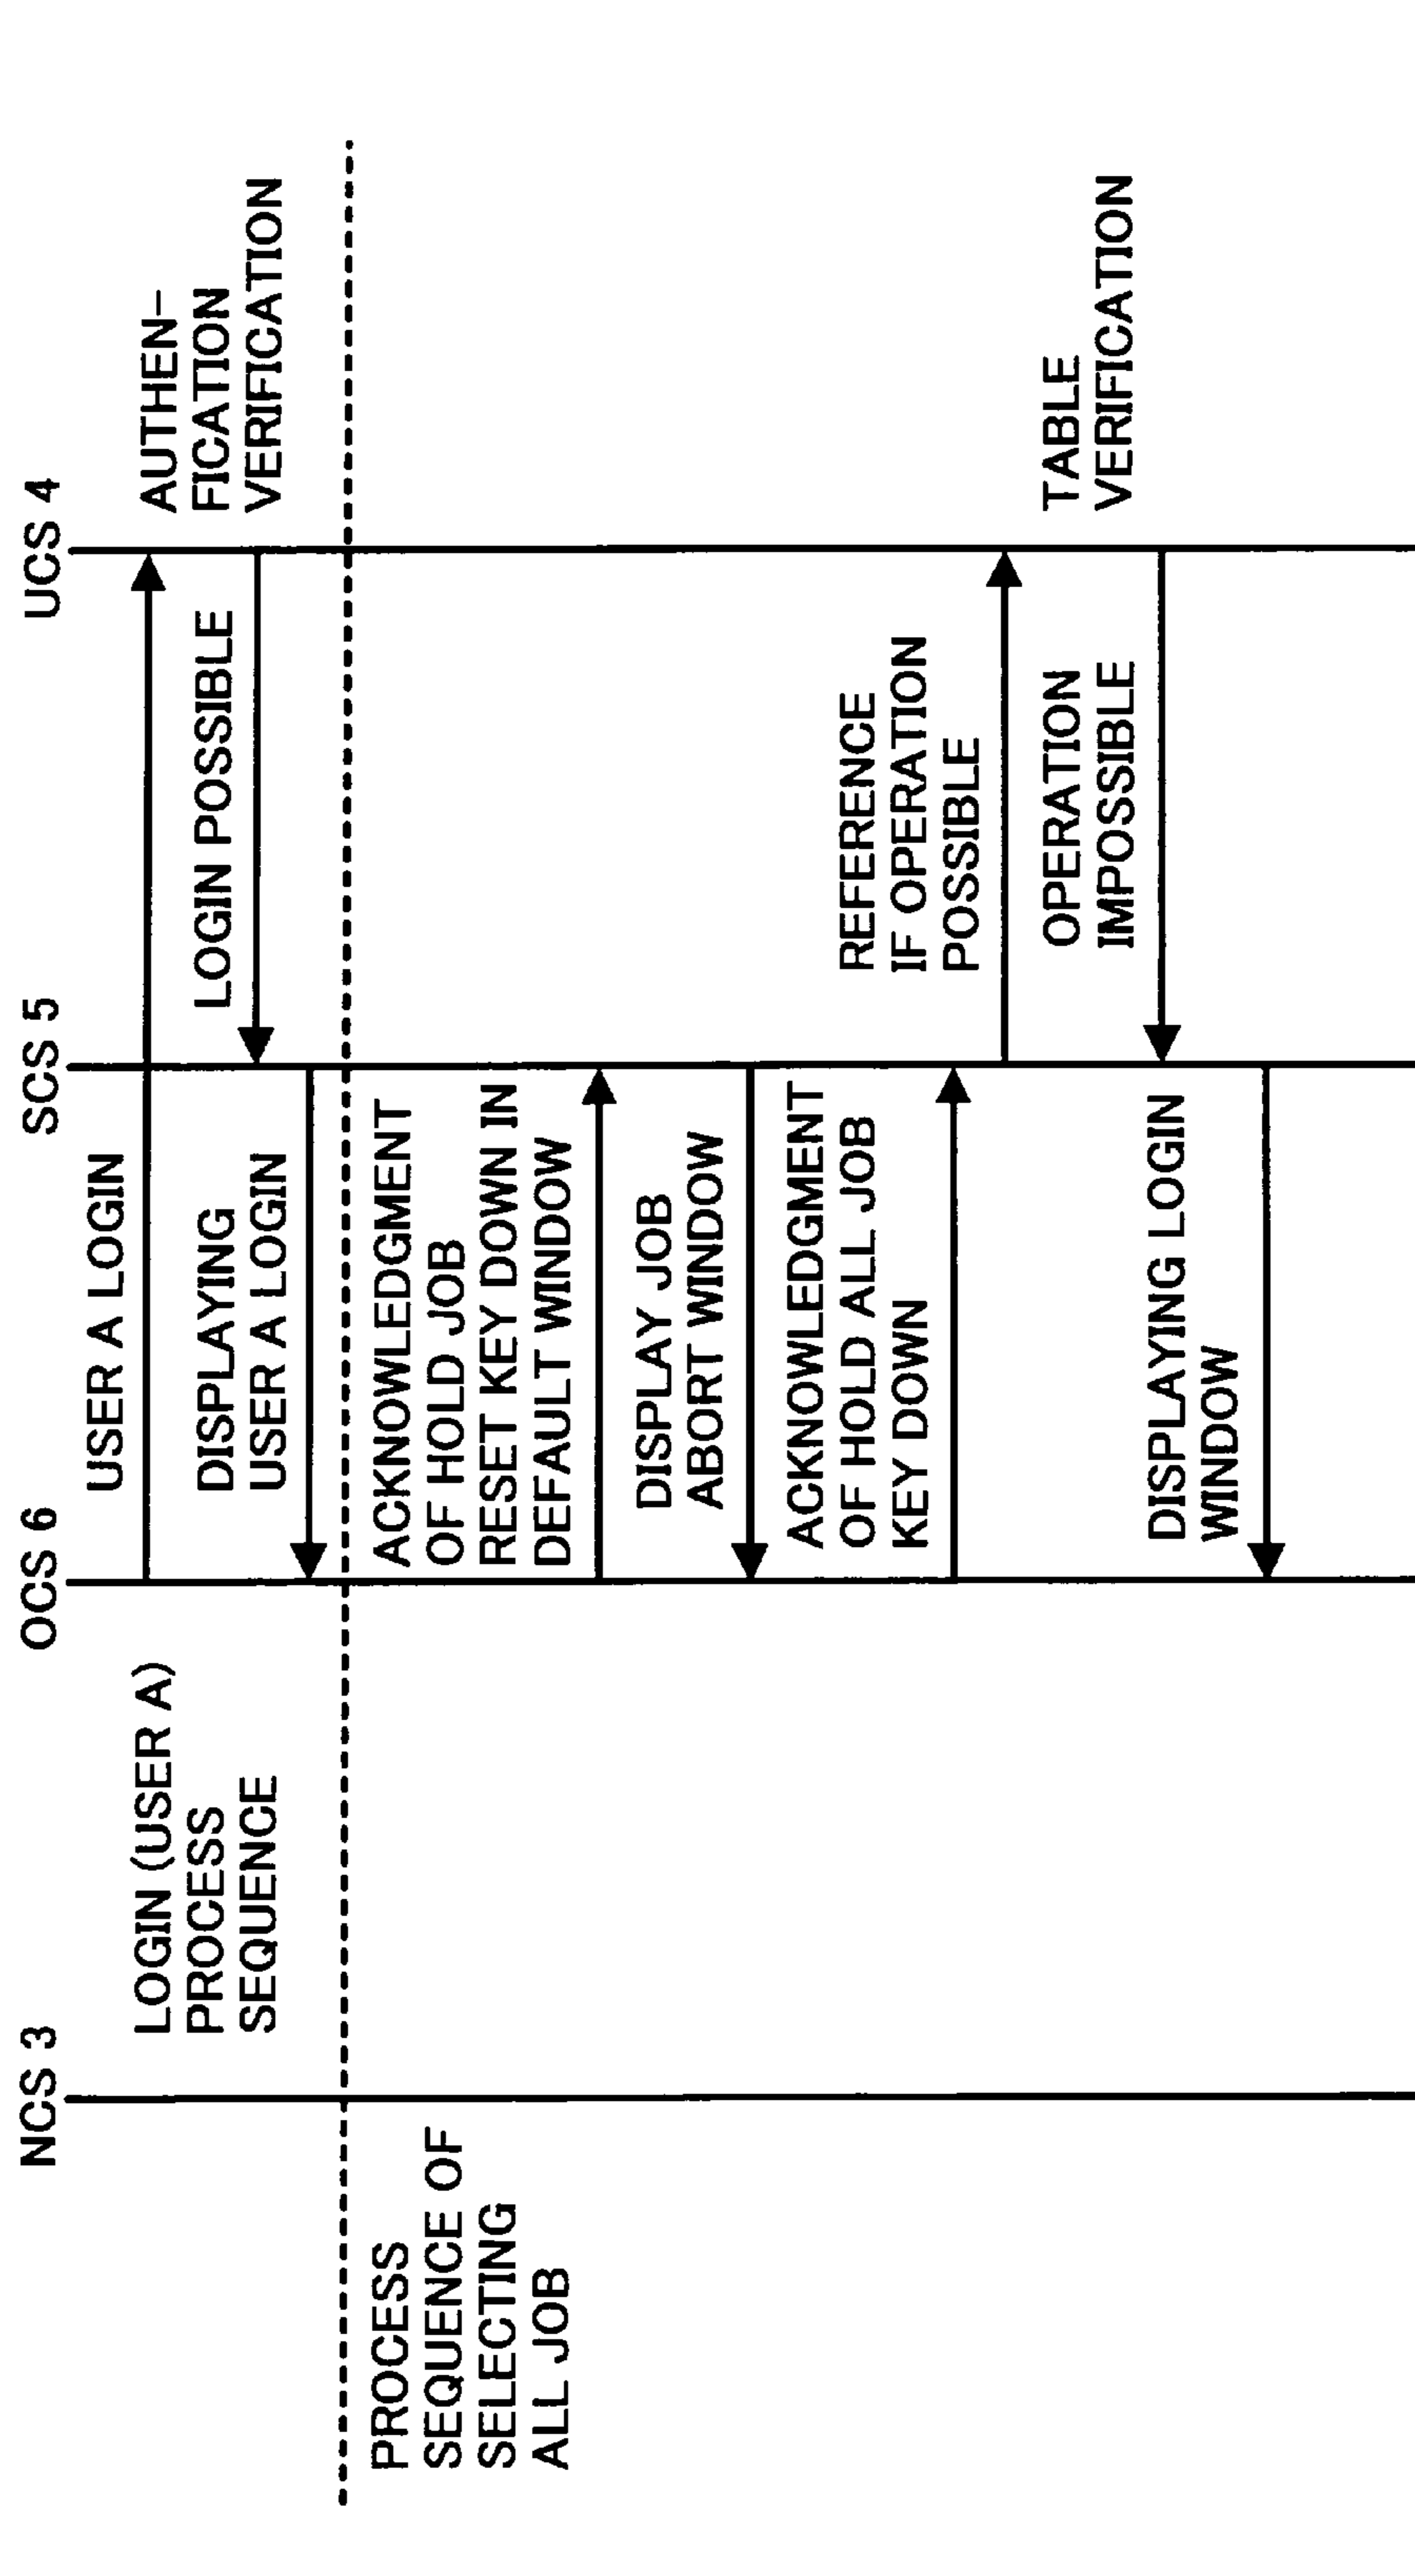 NCS 3
OCS 6
SCS 5
UCS 4
LOGIN (USER A)
PROCESS
SEQUENCE
USER A LOGIN
AUTHEN-
FICATION
VERIFICATION
LOGIN POSSIBLE
DISPLAYING
USER A LOGIN
PROCESS
SEQUENCE OF
SELECTING
ALL JOB
ACKNOWLEDGMENT
OF HOLD JOB
RESET KEY DOWN IN
DEFAULT WINDOW
DISPLAY JOB
ABORT WINDOW
ACKNOWLEDGMENT
OF HOLD ALL JOB
KEY DOWN
REFERENCE
IF OPERATION
POSSIBLE
TABLE
VERIFICATION
OPERATION
IMPOSSIBLE
DISPLAYING LOGIN
WINDOW